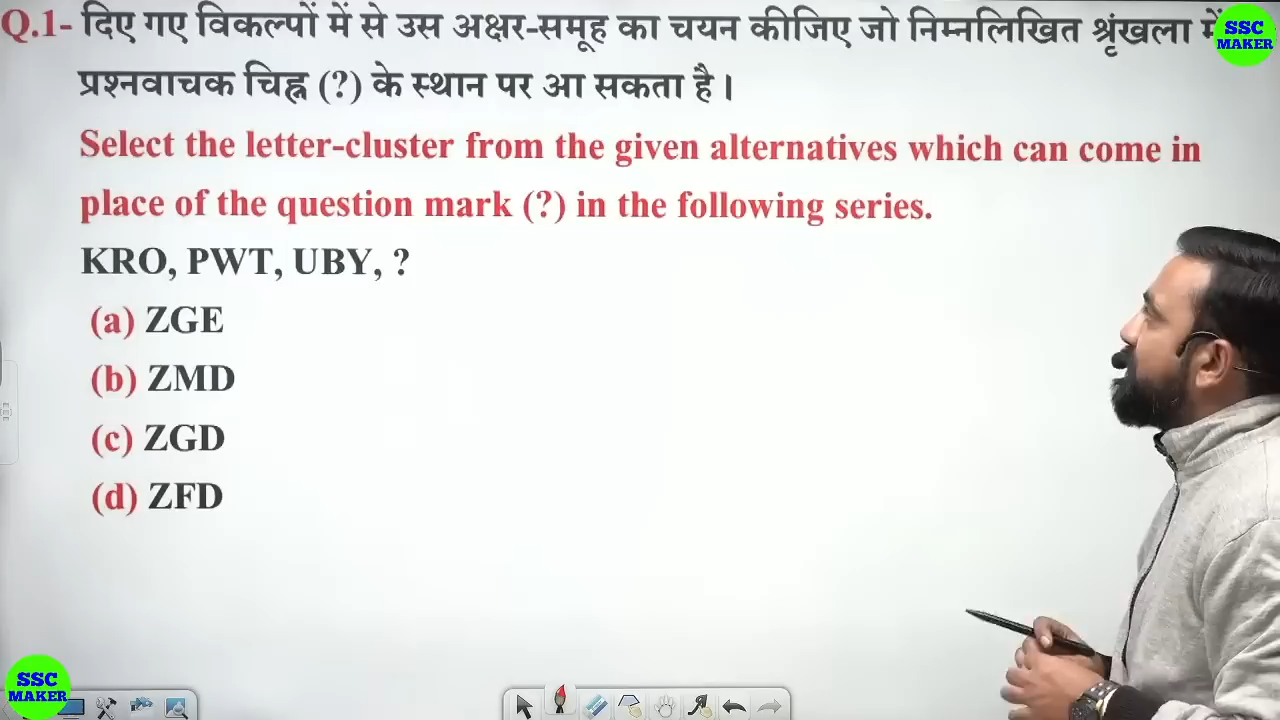 Q.1- दिए गए विकल्पों में से उस अक्षर-समूह का चयन कीजिए जो निम्नलिखित श्रृंखला में
प्रश्नवाचक चिह्न (?) के स्थान पर आ सकता है।
Select the letter-cluster from the given alternatives which can come in
place of the question mark (?) in the following series.
KRO, PWT, UBY, ?
(a) ZGE
(b) ZMD
(c) ZGD
(d) ZFD
SSC
MAKER
SSC
MAKER